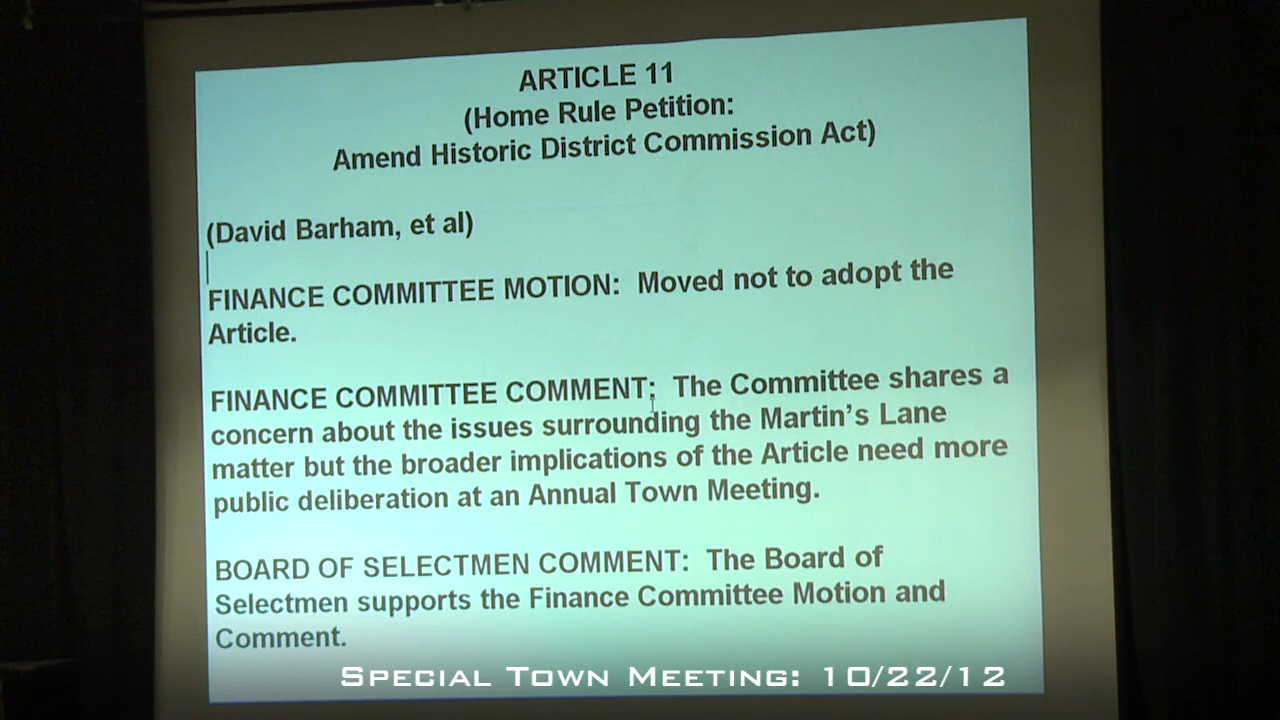 ARTICLE 11
(Home Rule Petition:
Amend Historic District Commission Act)
(David Barham, et al)
FINANCE COMMITTEE MOTION: Moved not to adopt the
Article.
FINANCE COMMITTEE COMMENT: The Committee shares a
concern about the issues surrounding the Martin's Lane
matter but the broader implications of the Article need more
public deliberation at an Annual Town Meeting.
BOARD OF SELECTMEN COMMENT: The Board of
Selectmen supports the Finance Committee Motion and
Comment.
SPECIAL TOWN MEETING: 10/22/12